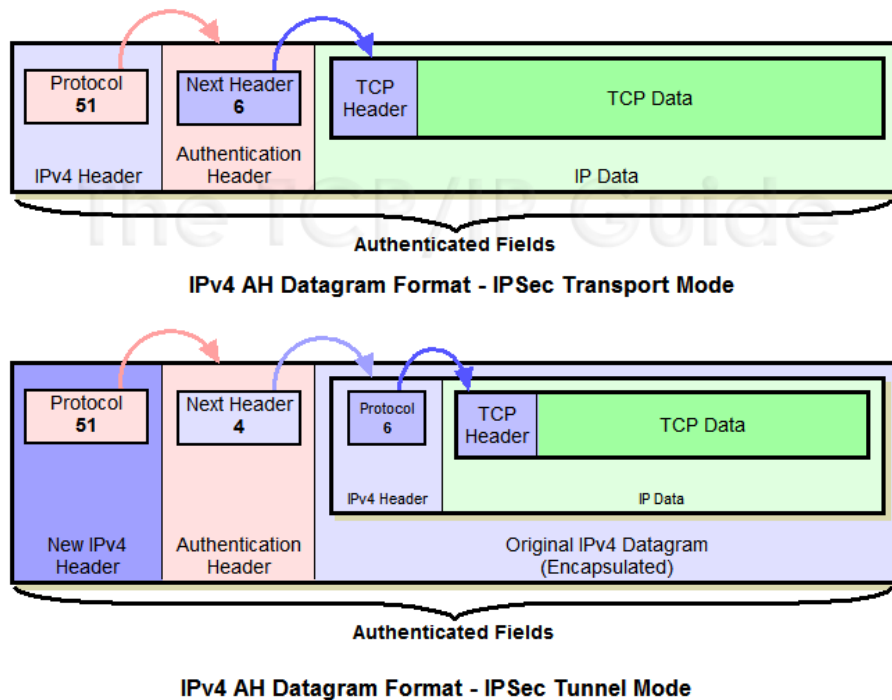 Protocol
51
Next Header
6
TCP
Header
TCP Data
IPv4 Header
Authentication
Header
IP Data
The TCP/IP Guide
Authenticated Fields
IPv4 AH Datagram Format - IPSec Transport Mode
Protocol
51
Next Header
4
Protocol
6
TCP
Header
TCP Data
IPv4 Header
IP Data
New IPv4
Header
Authentication
Header
Original IPv4 Datagram
(Encapsulated)
Authenticated Fields
IPv4 AH Datagram Format - IPSec Tunnel Mode